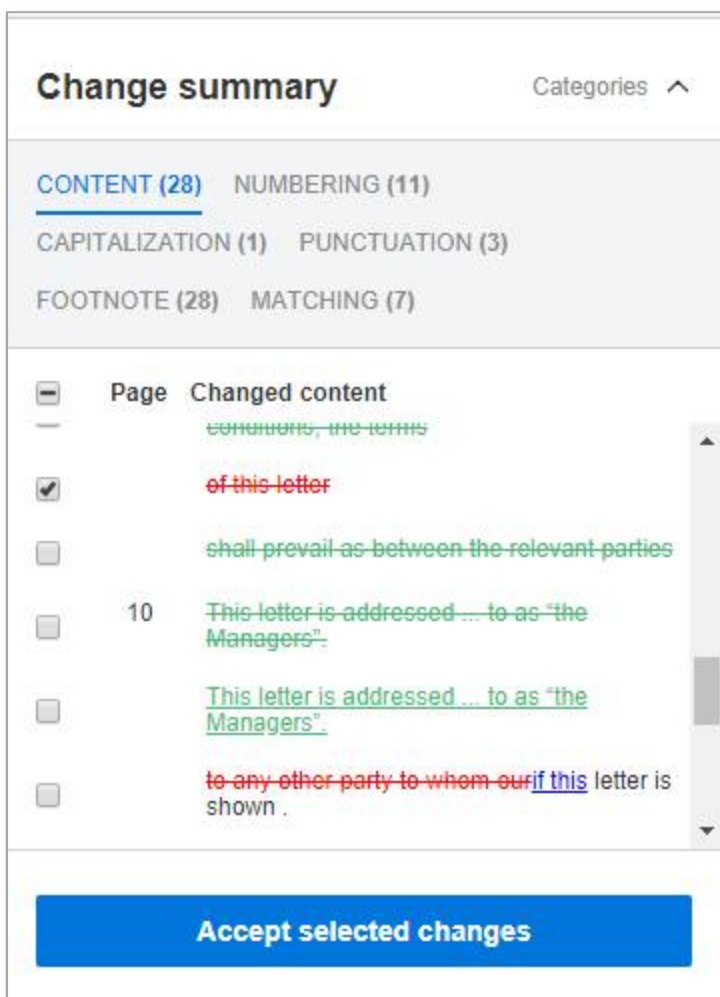 Change summary Categories
CONTENT (28) NUMBERING (11)
CAPITALIZATION (1) PUNCTUATION (3)
FOOTNOTE (28) MATCHING (7)
Page Changed content
conditions, the terms
of this letter
shall prevail as between the relevant parties
10 This letter is addressed ... to as "the
Managers".
This letter is addressed ... to as "the
Managers".
to any other party to whom ourif this letter is
shown .
Accept selected changes